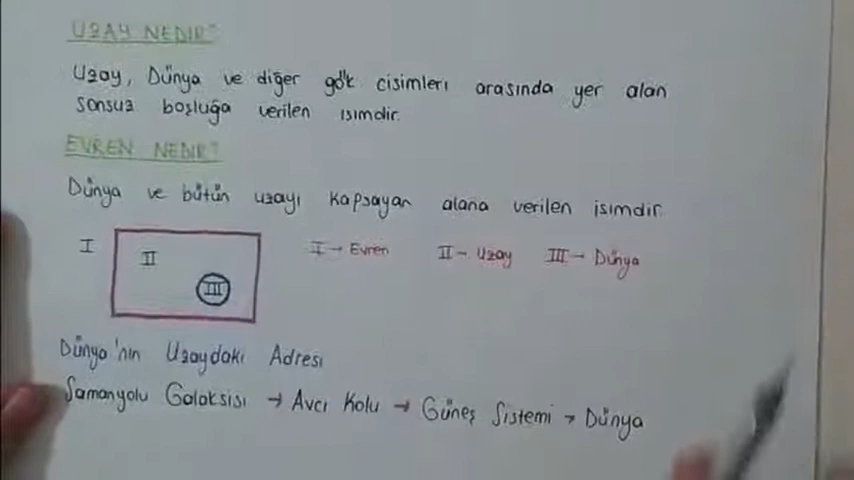 UZAY NEDIR?
Uzay, Dünya ve diğer gök cisimleri arasında yer alan
sonsuz boşluğa verilen isimdir.
EVREN NEDIR?
Dünya ve bütün uzayı kapsayan alana verilen isimdir.
I II III I → Evren II → Uzay III → Dünya
Dünya'nın Uzaydaki Adresi
Samanyolu Galaksisi → Avcı Kolu → Güneş Sistemi → Dünya